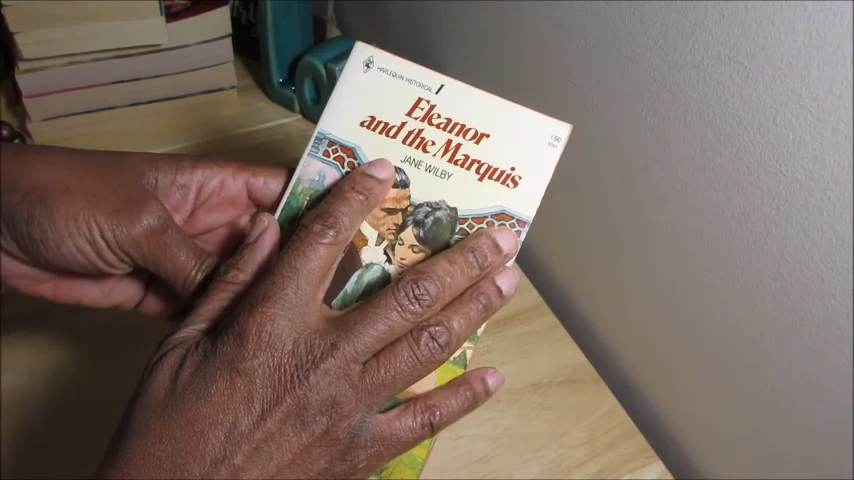 HARLEQUIN HISTORICAL 1
Eleanor
and the Marquis
JANE WILBY
1.50